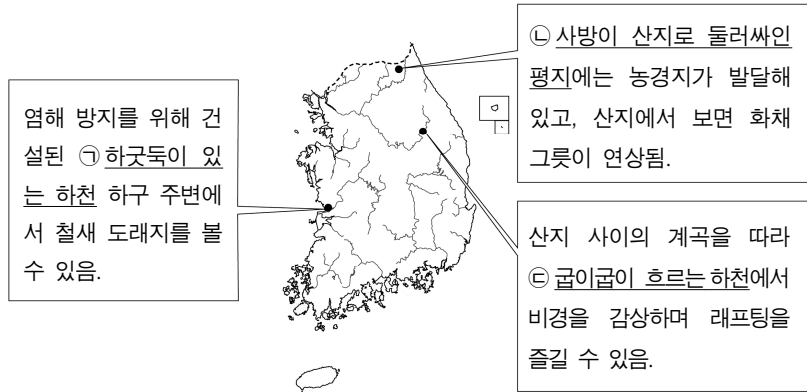 염해 방지를 위해 건
설된 ㉠ 하굿둑이 있
는 하천 하구 주변에
서 철새 도래지를 볼
수 있음.
㉡ 사방이 산지로 둘러싸인
평지에는 농경지가 발달해
있고, 산지에서 보면 화채
그릇이 연상됨.
산지 사이의 계곡을 따라
㉢ 굽이굽이 흐르는 하천에서
비경을 감상하며 래프팅을
즐길 수 있음.